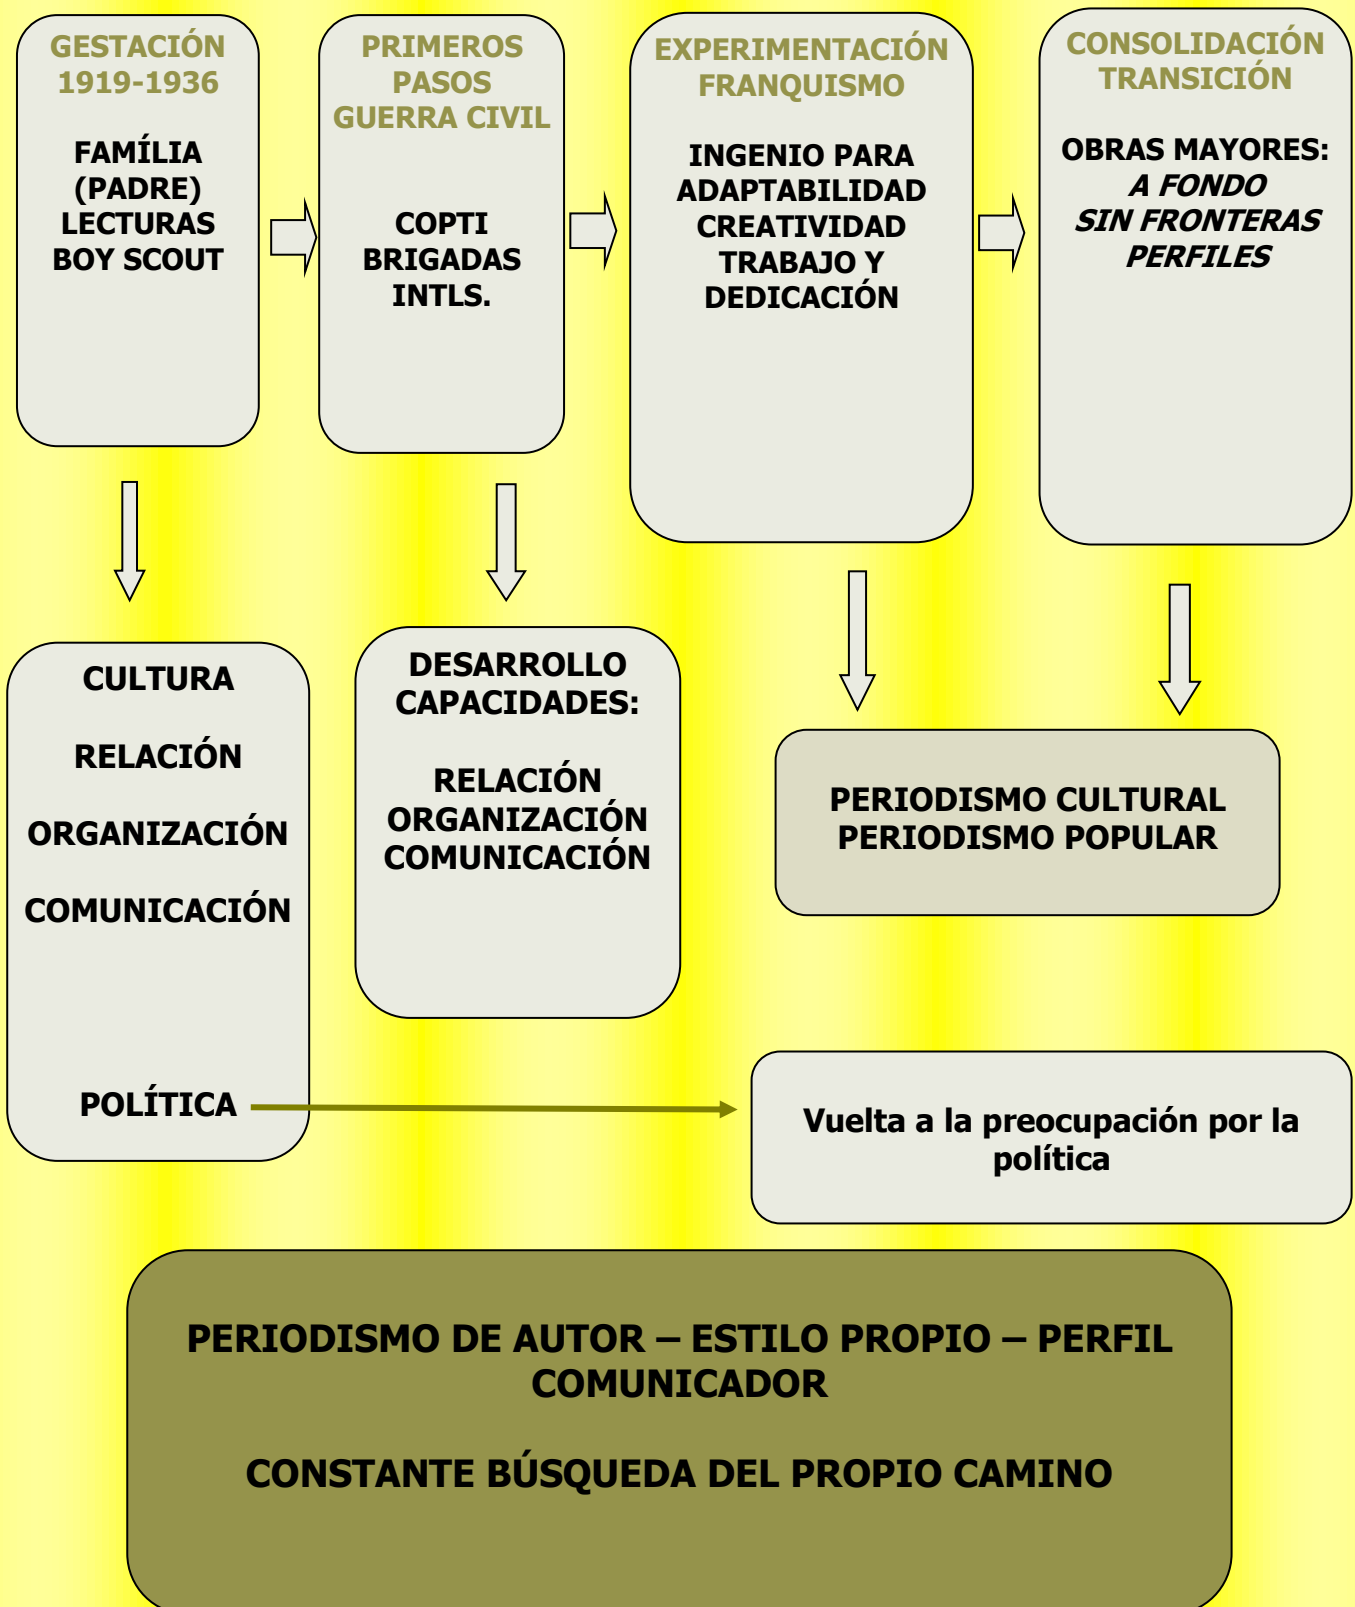 GESTACIÓN
1919-1936
FAMÍLIA
(PADRE)
LECTURAS
BOY SCOUT
PRIMEROS
PASOS
GUERRA CIVIL
COPTI
BRIGADAS
INTLS.
EXPERIMENTACIÓN
FRANQUISMO
INGENIO PARA
ADAPTABILIDAD
CREATIVIDAD
TRABAJO Y
DEDICACIÓN
CONSOLIDACIÓN
TRANSICIÓN
OBRAS MAYORES:
A FONDO
SIN FRONTERAS
PERFILES
CULTURA
RELACIÓN
ORGANIZACIÓN
COMUNICACIÓN
POLÍTICA
DESARROLLO
CAPACIDADES:
RELACIÓN
ORGANIZACIÓN
COMUNICACIÓN
PERIODISMO CULTURAL
PERIODISMO POPULAR
Vuelta a la preocupación por la
política
PERIODISMO DE AUTOR – ESTILO PROPIO – PERFIL
COMUNICADOR
CONSTANTE BÚSQUEDA DEL PROPIO CAMINO